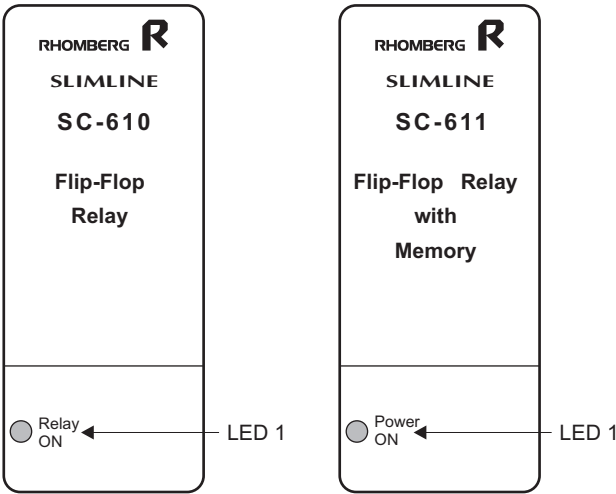 RHOMBERG R
SLIMLINE
SC-610
Flip-Flop
Relay
Relay
ON
LED 1
RHOMBERG R
SLIMLINE
SC-611
Flip-Flop Relay
with
Memory
Power
ON
LED 1